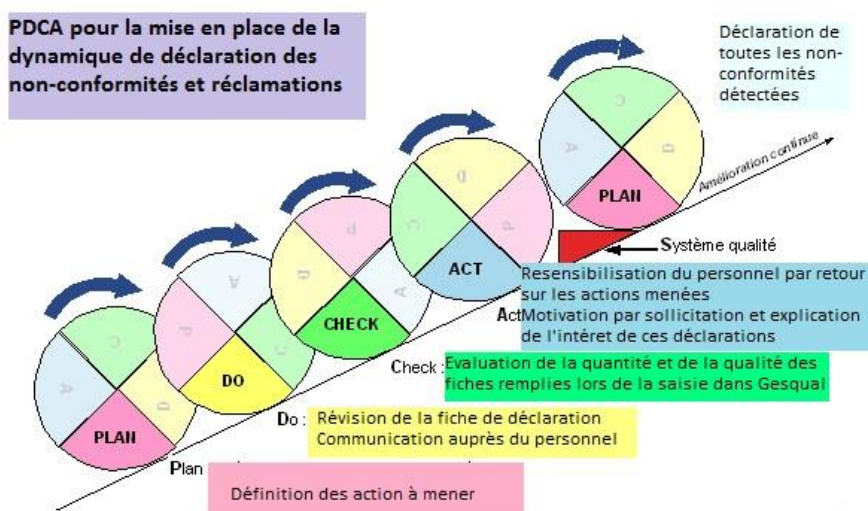 PDCA pour la mise en place de la
dynamique de déclaration des
non-conformités et réclamations
Déclaration de
toutes les non-
conformités
détectées
C
A
D
PLAN
Amélioration continue
D
C
P
ACT
Système qualité
P
D
A
CHECK
Resensibilisation du personnel par retour
sur les actions menées
Act
Motivation par sollicitation et explication
de l'intéret de ces déclarations
A
P
C
DO
Check :
Evaluation de la quantité et de la qualité des
fiches remplies lors de la saisie dans Gesqual
C
A
D
PLAN
Do :
Révision de la fiche de déclaration
Communication auprès du personnel
Plan
Définition des action à mener